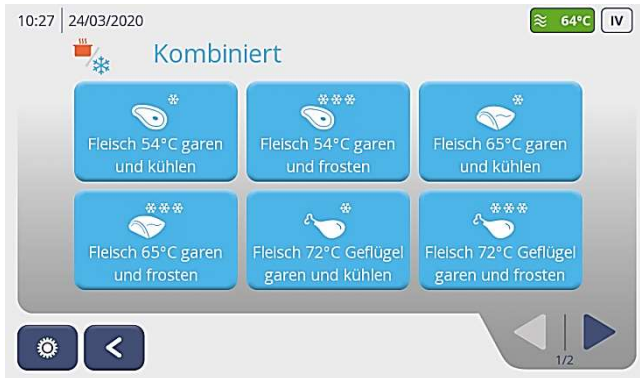 10:27 24/03/2020
64°C IV
Kombiniert
Fleisch 54°C garen
und kühlen
Fleisch 54°C garen
und frosten
Fleisch 65°C garen
und kühlen
Fleisch 65°C garen
und frosten
Fleisch 72°C Geflügel
garen und kühlen
Fleisch 72°C Geflügel
garen und frosten
1/2